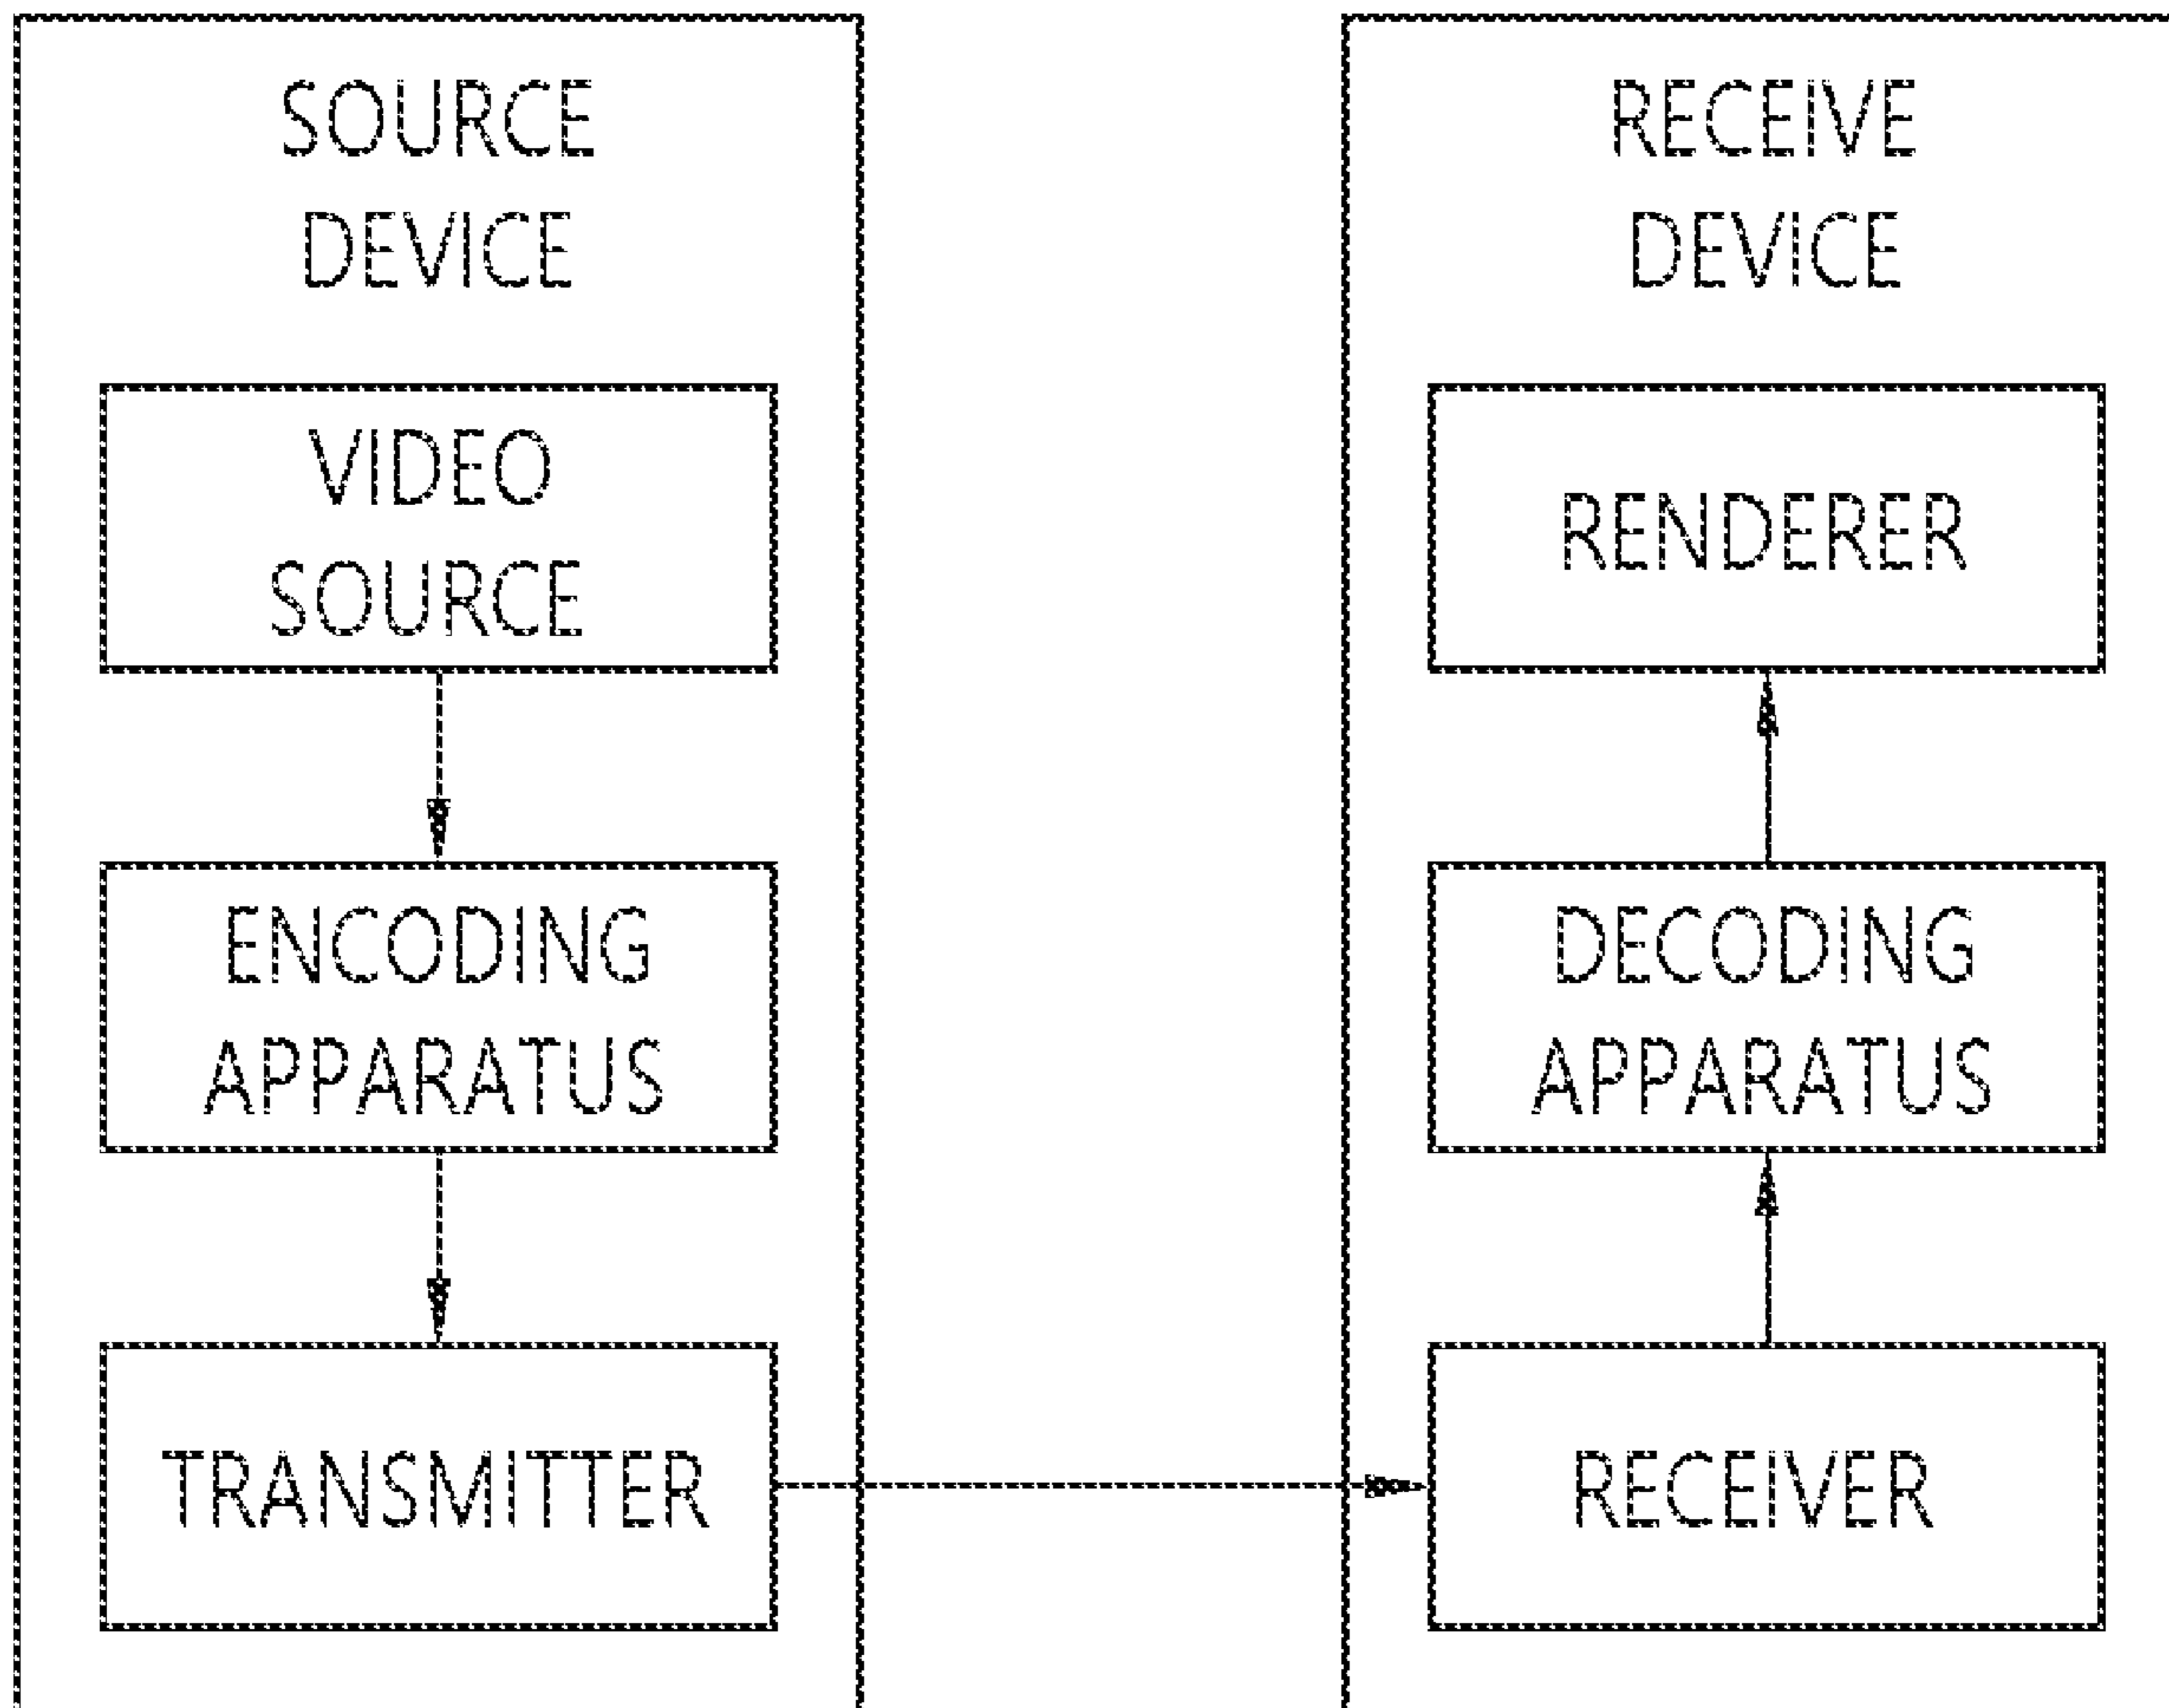 SOURCE
DEVICE
VIDEO
SOURCE
ENCODING
APPARATUS
TRANSMITTER
RECEIVE
DEVICE
RENDERER
DECODING
APPARATUS
RECEIVER